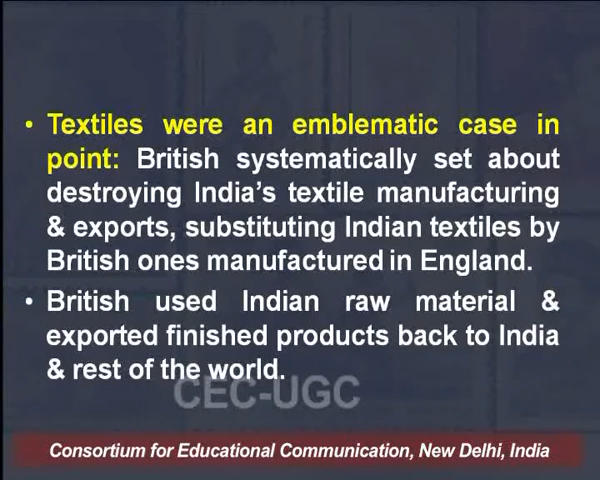 • Textiles were an emblematic case in
point: British systematically set about
destroying India's textile manufacturing
& exports, substituting Indian textiles by
British ones manufactured in England.
• British used Indian raw material &
exported finished products back to India
& rest of the world.
CEC-UGC
Consortium for Educational Communication, New Delhi, India